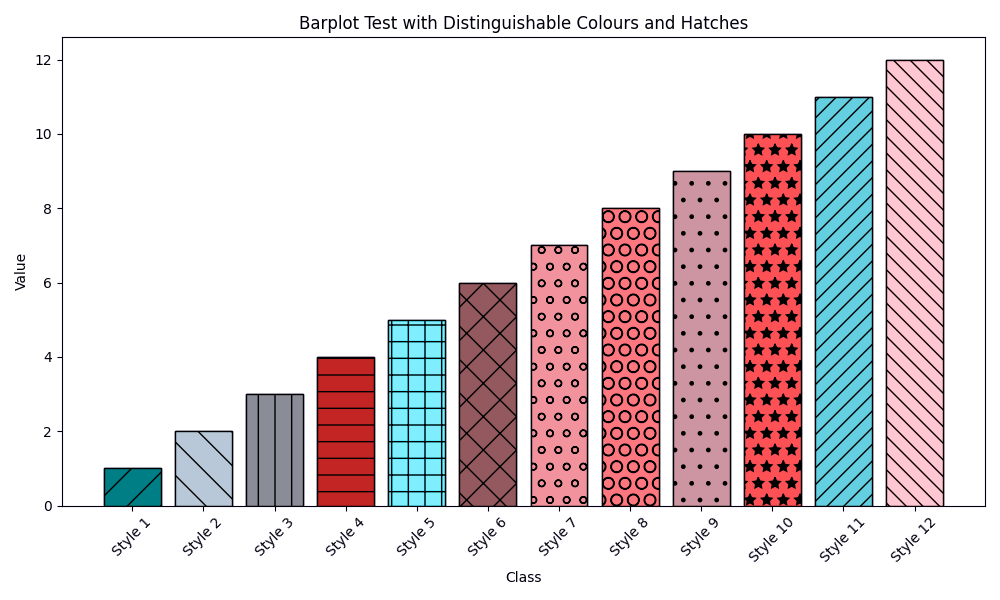 Barplot Test with Distinguishable Colours and Hatches
Value
12
10
8
6
4
2
0
Style 1
Style 2
Style 3
Style 4
Style 5
Style 6
Style 7
Style 8
Style 9
Style 10
Style 11
Style 12
Class